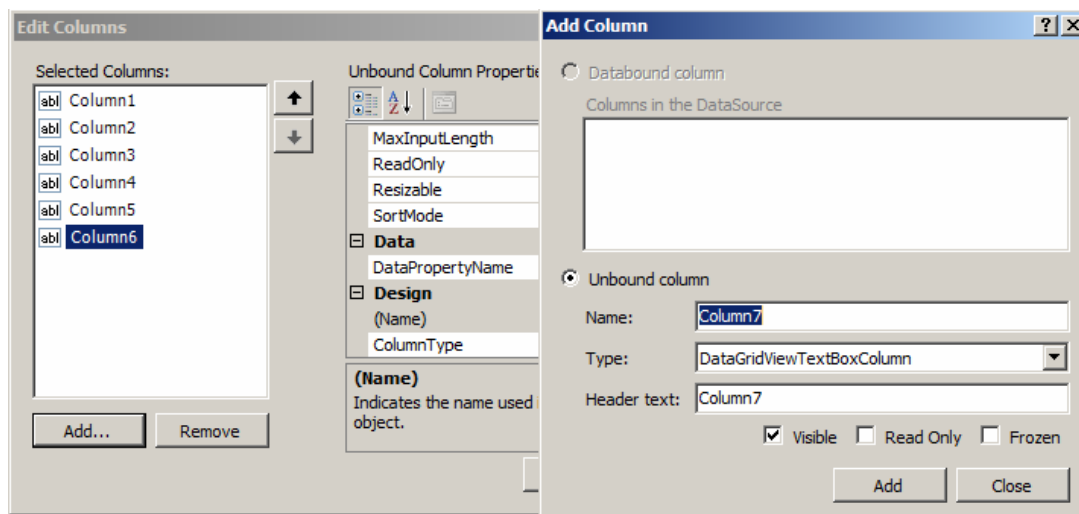 Edit Columns
Selected Columns:
abl Column1
abl Column2
abl Column3
abl Column4
abl Column5
abl Column6
Add...
Remove
Unbound Column Properti
A
Z
MaxInputLength
ReadOnly
Resizable
SortMode
Data
DataPropertyName
Design
(Name)
ColumnType
(Name)
Indicates the name used
object.
Add Column
?
Databound column
Columns in the DataSource
Unbound column
Name: Column7
Type: DataGridViewTextBoxColumn
Header text: Column7
Visible Read Only Frozen
Add Close